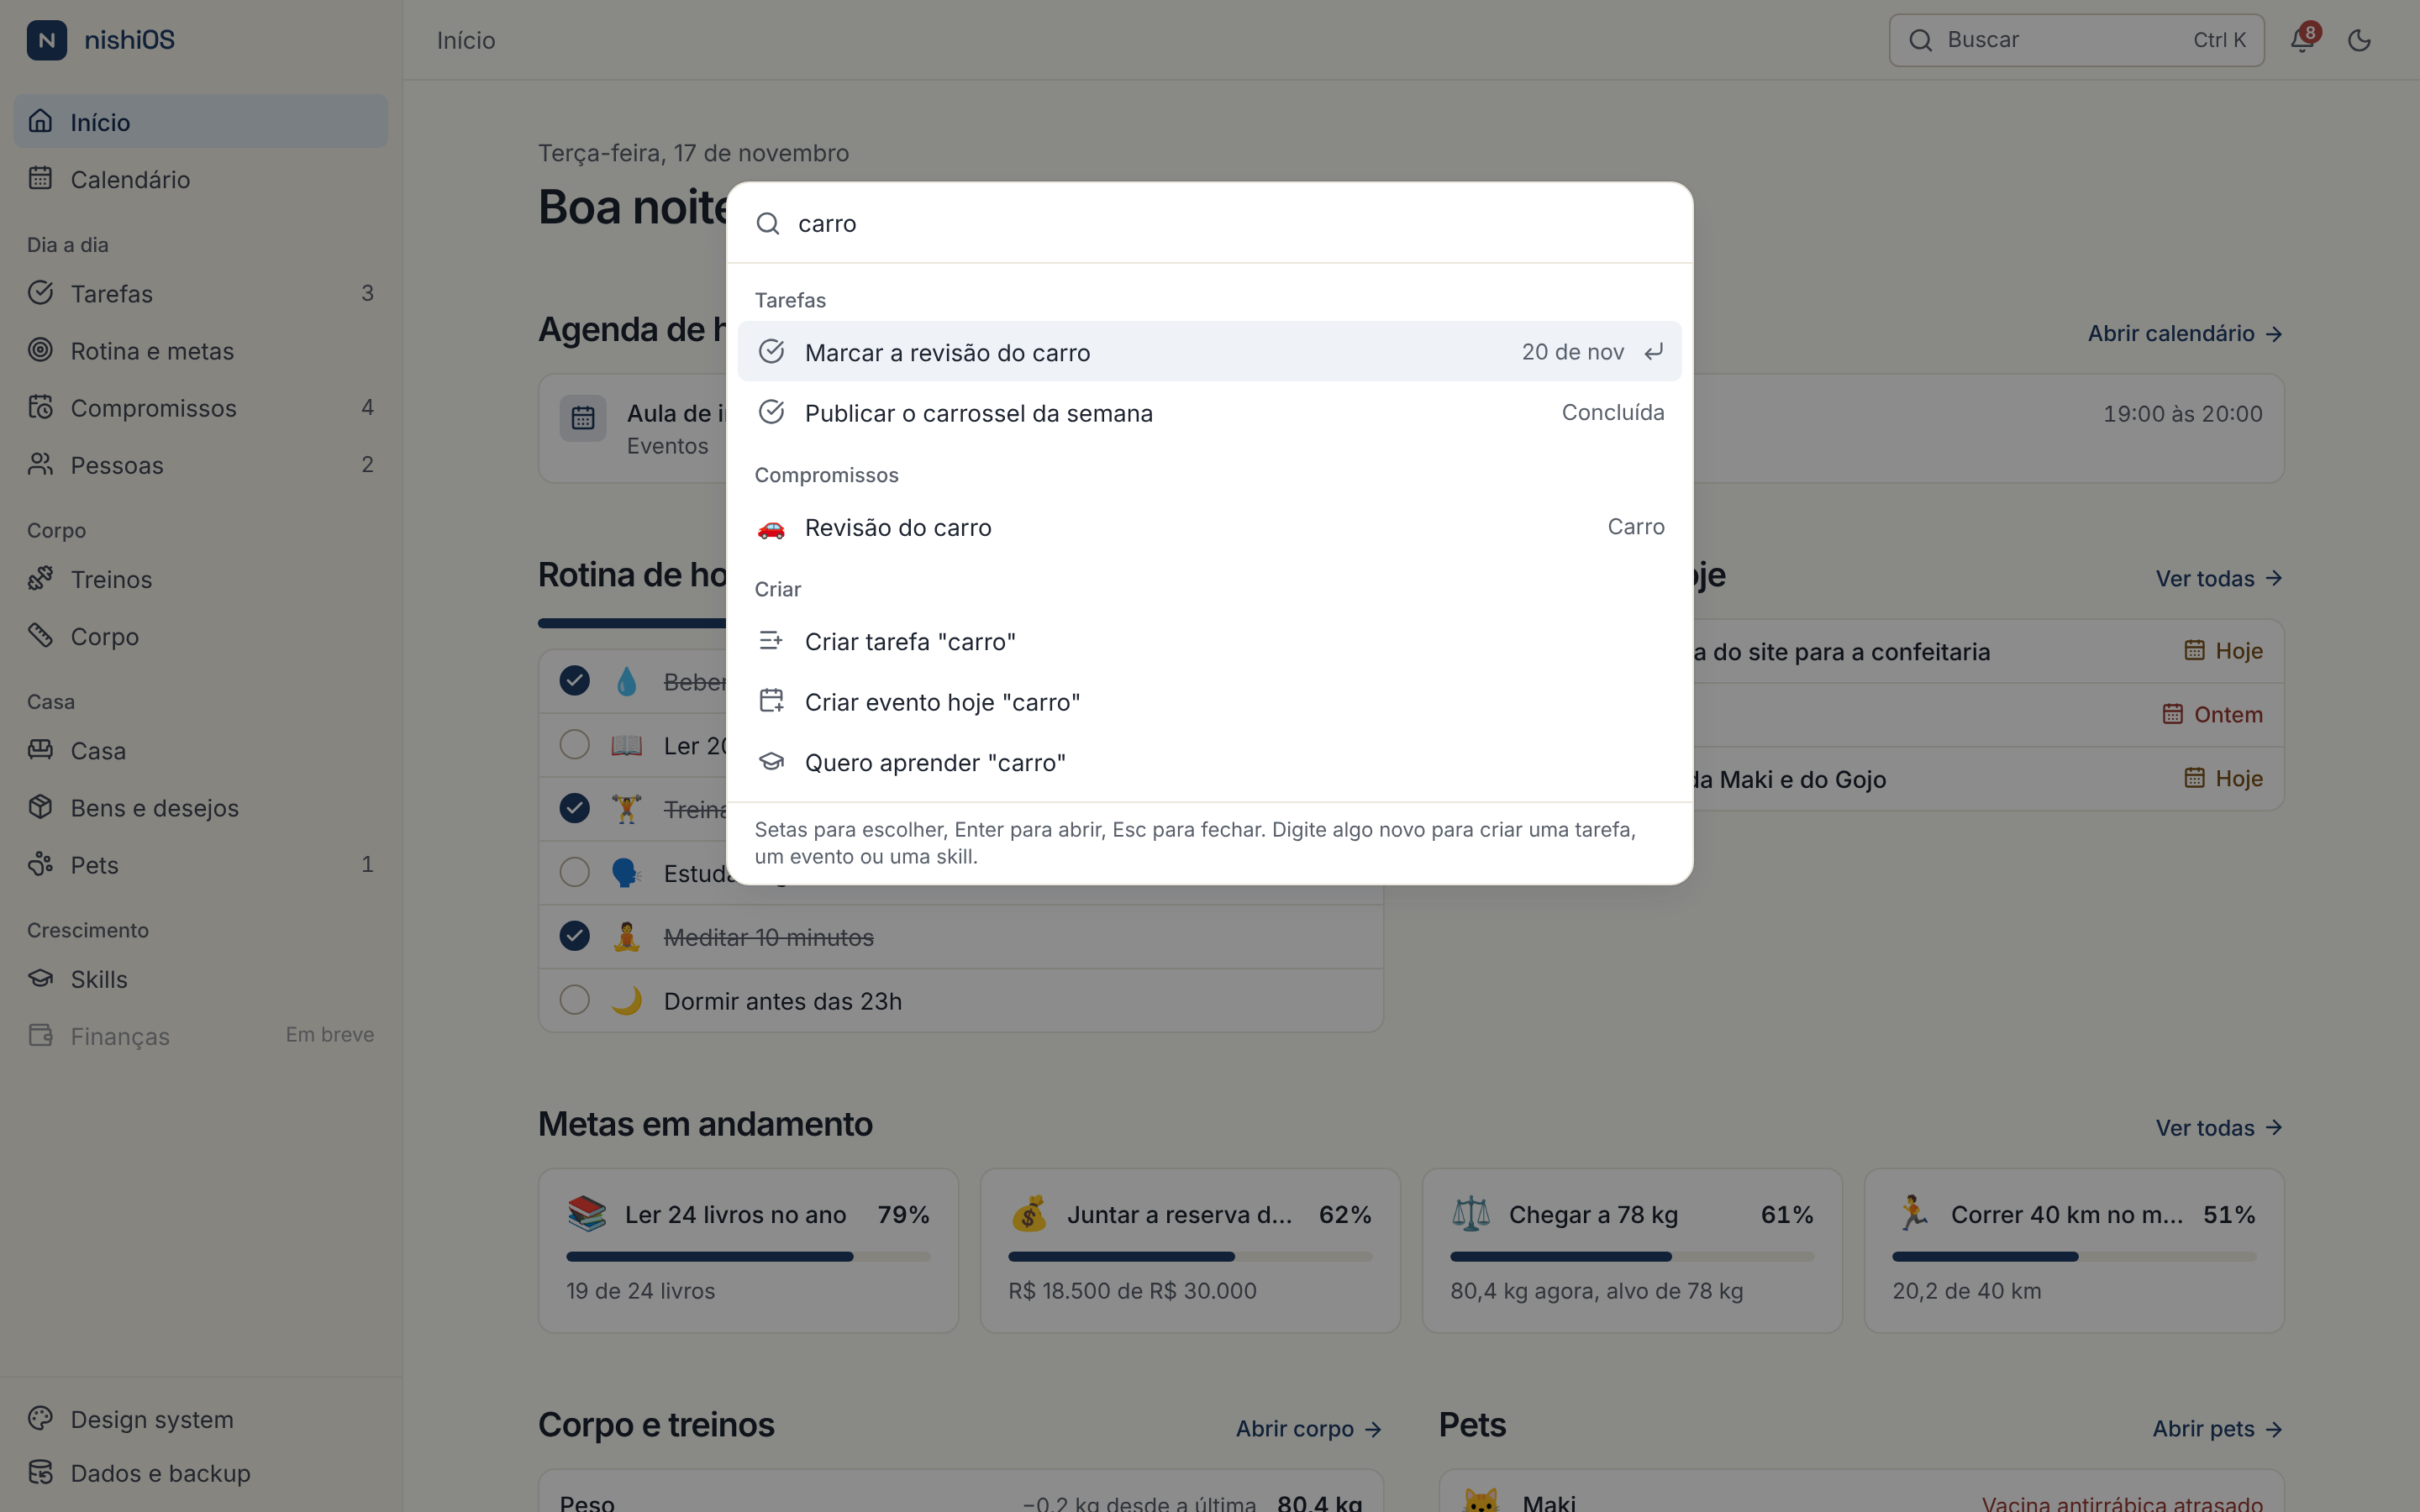 N nishiOS
Início
Calendário
Dia a dia
Tarefas 3
Rotina e metas
Compromissos 4
Pessoas 2
Corpo
Treinos
Corpo
Casa
Casa
Bens e desejos
Pets 1
Crescimento
Skills
Finanças Em breve
Design system
Dados e backup
Início
Buscar Ctrl K
8
Terça-feira, 17 de novembro
Boa noite
carro
Tarefas
Marcar a revisão do carro 20 de nov
Publicar o carrossel da semana Concluída
Compromissos
Revisão do carro Carro
Criar
Criar tarefa "carro"
Criar evento hoje "carro"
Quero aprender "carro"
Setas para escolher, Enter para abrir, Esc para fechar. Digite algo novo para criar uma tarefa,
um evento ou uma skill.
Agenda de
Abrir calendário
Aula de
Eventos
19:00 às 20:00
Rotina de
Beber
Ler
Meditar 10 minutos
Dormir antes das 23h
Ver todas
do site para a confeitaria Hoje
Ontem
da Maki e do Gojo Hoje
Metas em andamento
Ver todas
Ler 24 livros no ano 79%
19 de 24 livros
Juntar a reserva d... 62%
R$ 18.500 de R$ 30.000
Chegar a 78 kg 61%
80,4 kg agora, alvo de 78 kg
Correr 40 km no m... 51%
20,2 de 40 km
Corpo e treinos
Abrir corpo
Peso −0,2 kg desde a última 80,4 kg
Pets
Abrir pets
Maki Vacina antirrábica atrasado